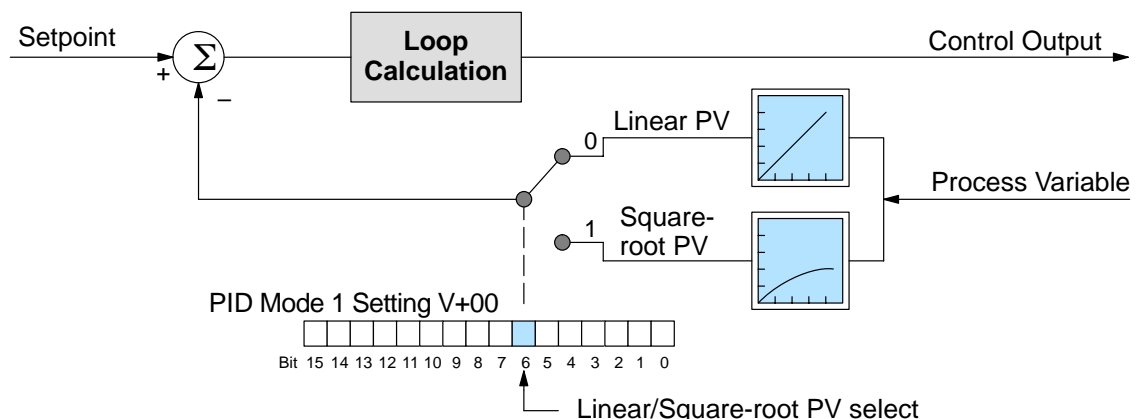 Setpoint
+
Σ
−
Loop
Calculation
Control Output
0
Linear PV
Process Variable
1
Square-
root PV
PID Mode 1 Setting V+00
Bit 15 14 13 12 11 10 9 8 7 6 5 4 3 2 1 0
Linear/Square-root PV select